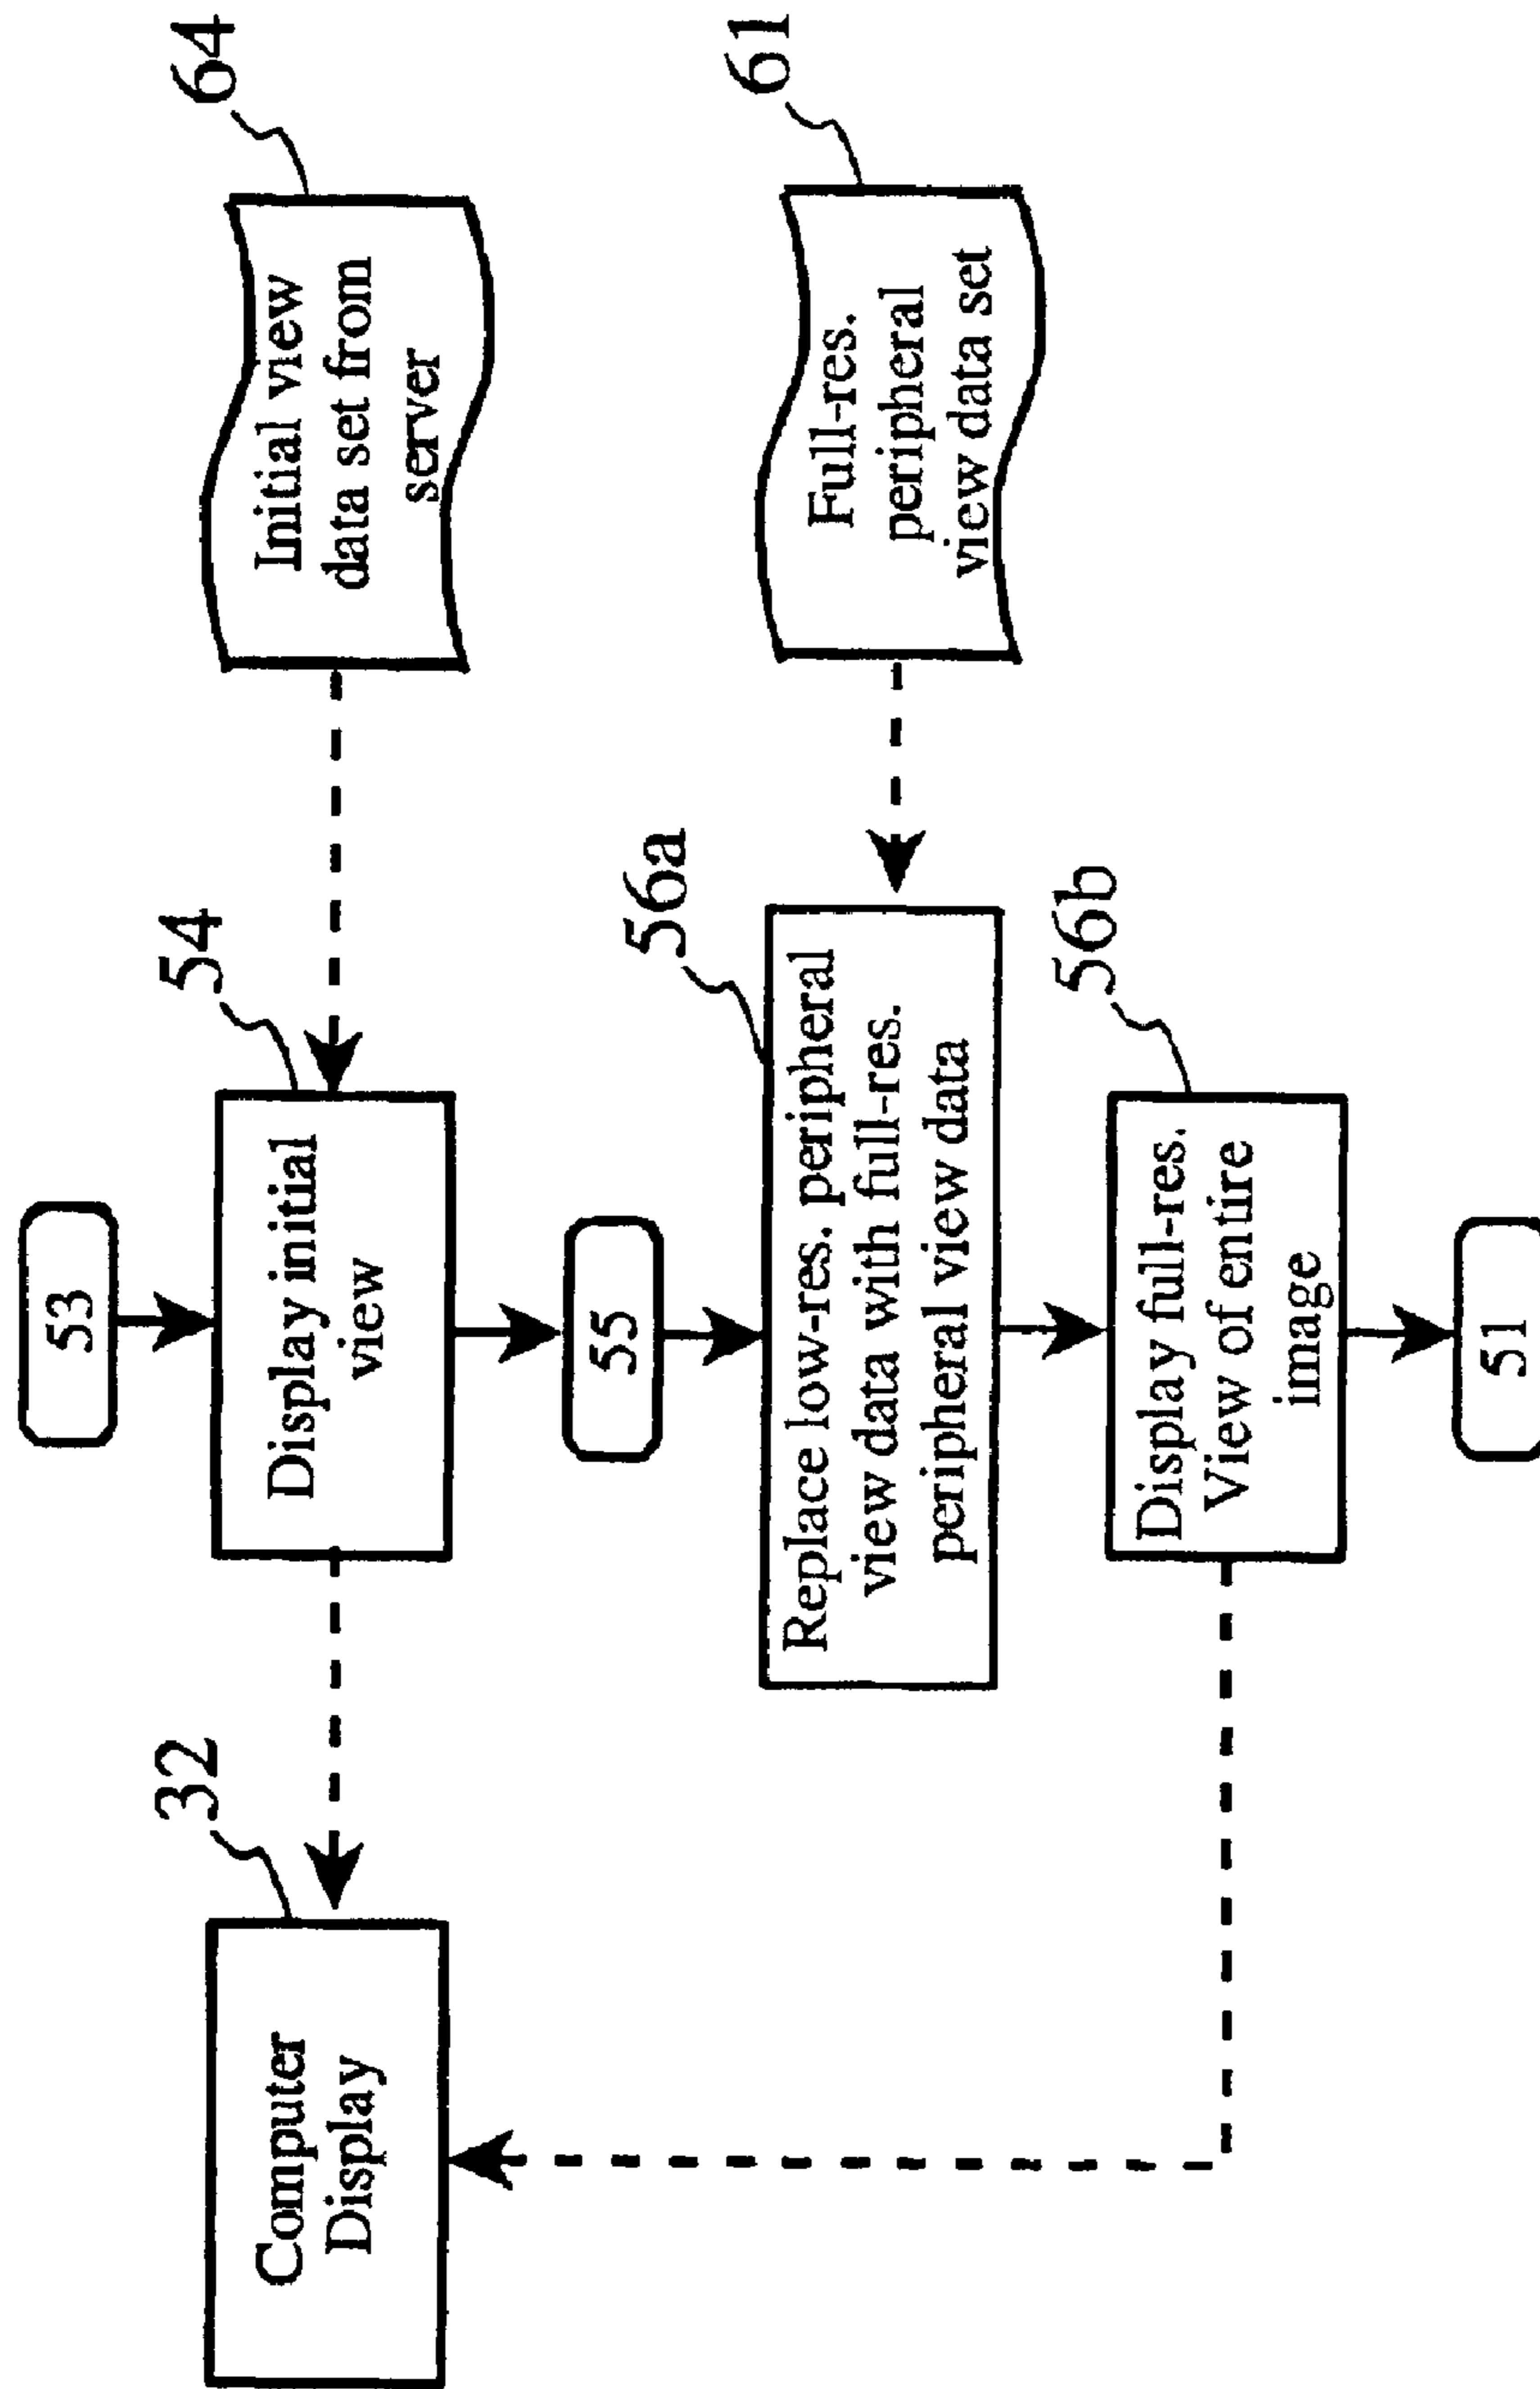 53
64
Initial view
data set from
server
54
Display initial
view
32
Computer
Display
55
61
Full-res.
peripheral
view data set
56a
Replace low-res. peripheral
view data with full-res.
peripheral view data
56b
Display full-res.
View of entire
image
51